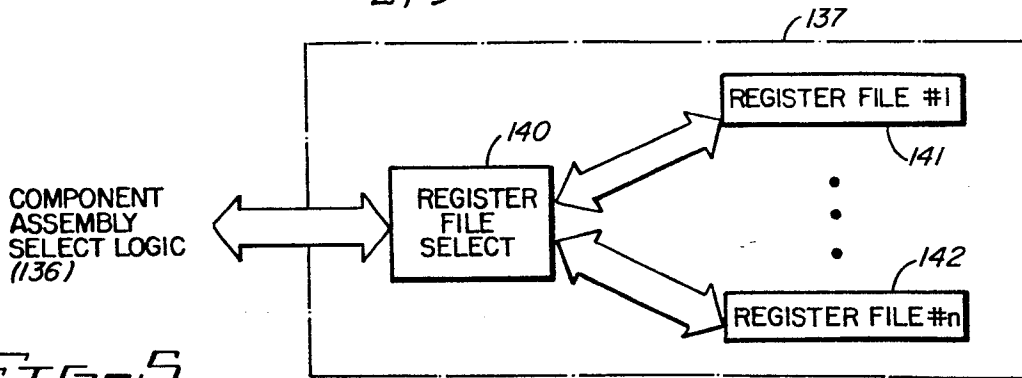 137
REGISTER FILE #1
141
140
COMPONENT
ASSEMBLY
SELECT LOGIC
(136)
REGISTER
FILE
SELECT
142
REGISTER FILE #n